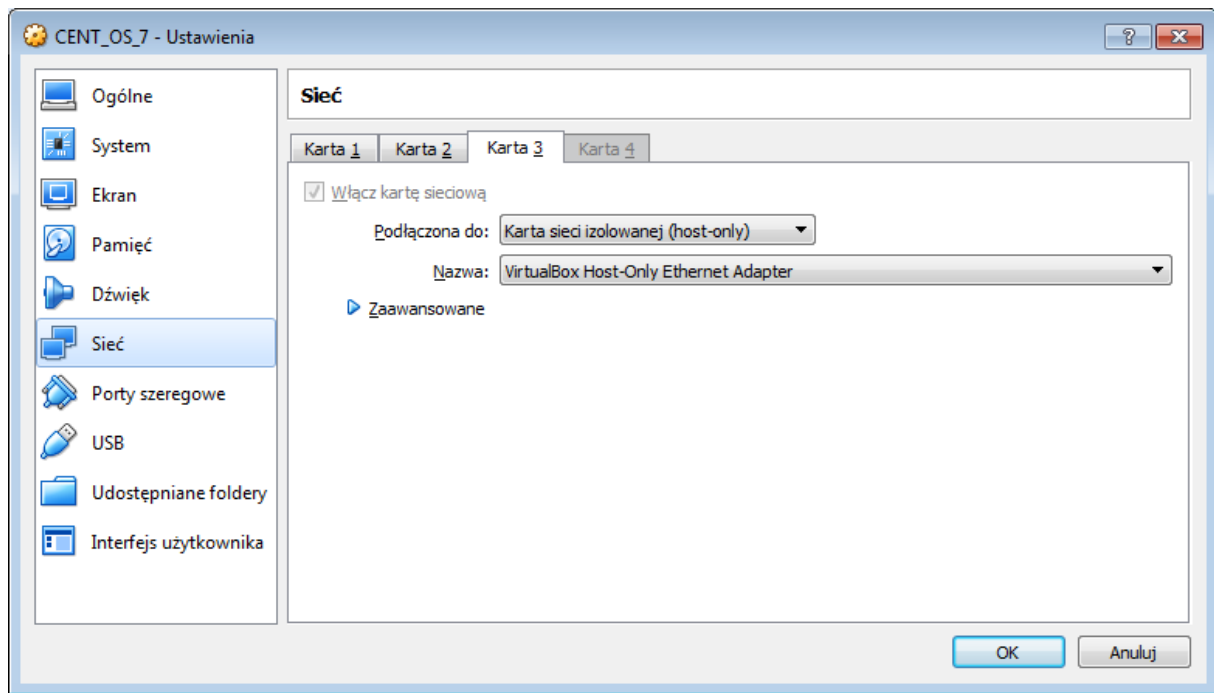 CENT_OS_7 - Ustawienia
Ogólne
System
Ekran
Pamięć
Dźwięk
Sieć
Porty szeregowe
USB
Udostępniane foldery
Interfejs użytkownika
Sieć
Karta 1 Karta 2 Karta 3 Karta 4
Włącz kartę sieciową
Podłączona do: Karta sieci izolowanej (host-only)
Nazwa: VirtualBox Host-Only Ethernet Adapter
Zaawansowane
OK Anuluj